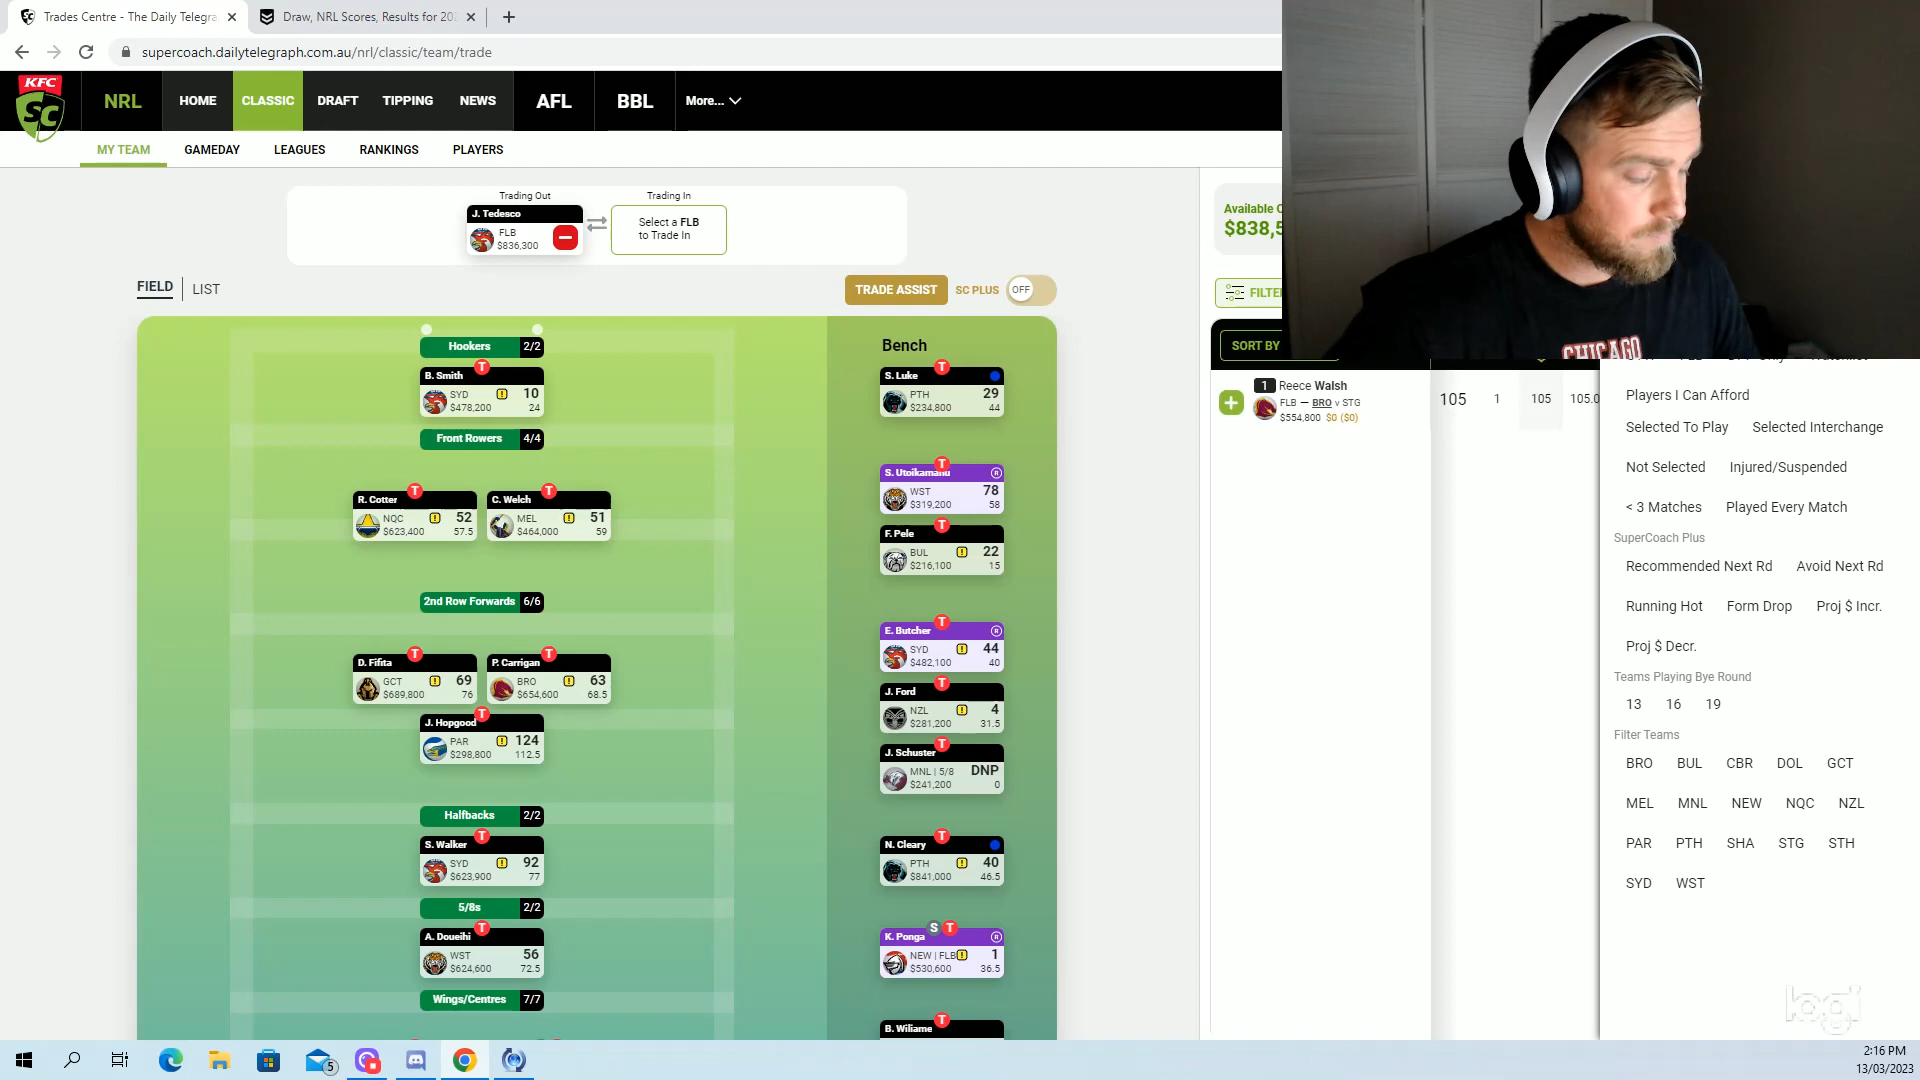 Trades Centre - The Daily Telegra
Draw, NRL Scores, Results for 202
supercoach.dailytelegraph.com.au/nrl/classic/team/trade
KFC
SC
NRL
HOME
CLASSIC
DRAFT
TIPPING
NEWS
AFL
BBL
More...
MY TEAM
GAMEDAY
LEAGUES
RANKINGS
PLAYERS
Trading Out
Trading In
J. Tedesco
FLB
$836,300
Select a FLB
to Trade In
FIELD
LIST
TRADE ASSIST
SC PLUS
OFF
Hookers 2/2
T
B. Smith
SYD 10
$478,200 24
Front Rowers 4/4
T
R. Cotter
NQC 52
$623,400 57.5
T
C. Welch
MEL 51
$464,000 59
2nd Row Forwards 6/6
T
D. Fifita
GCT 69
$689,800 76
T
P. Carrigan
BRO 63
$654,600 68.5
T
J. Hopgood
PAR 124
$298,800 112.5
Halfbacks 2/2
T
S. Walker
SYD 92
$623,900 77
5/8s 2/2
T
A. Doueihi
WST 56
$624,600 72.5
Wings/Centres 7/7
Bench
T
S. Luke
PTH 29
$234,800 44
T
S. Utoikamanu R
WST 78
$319,200 58
T
F. Pele
BUL 22
$216,100 15
T
E. Butcher R
SYD 44
$482,100 40
T
J. Ford
NZL 4
$281,200 31.5
T
J. Schuster
MNL | 5/8 DNP
$241,200 0
T
N. Cleary
PTH 40
$841,000 46.5
S T
K. Ponga R
NEW | FLB 1
$530,600 36.5
T
B. Wiliame
$838,5
SORT BY
CHICAGO
1 Reece Walsh
FLB — BRO v STG
$554,800 $0 ($0)
105 1 105 105.0
Players I Can Afford
Selected To Play Selected Interchange
Not Selected Injured/Suspended
< 3 Matches Played Every Match
SuperCoach Plus
Recommended Next Rd Avoid Next Rd
Running Hot Form Drop Proj $ Incr.
Proj $ Decr.
Teams Playing Bye Round
13 16 19
Filter Teams
BRO BUL CBR DOL GCT
MEL MNL NEW NQC NZL
PAR PTH SHA STG STH
SYD WST
logi
5
2:16 PM
13/03/2023